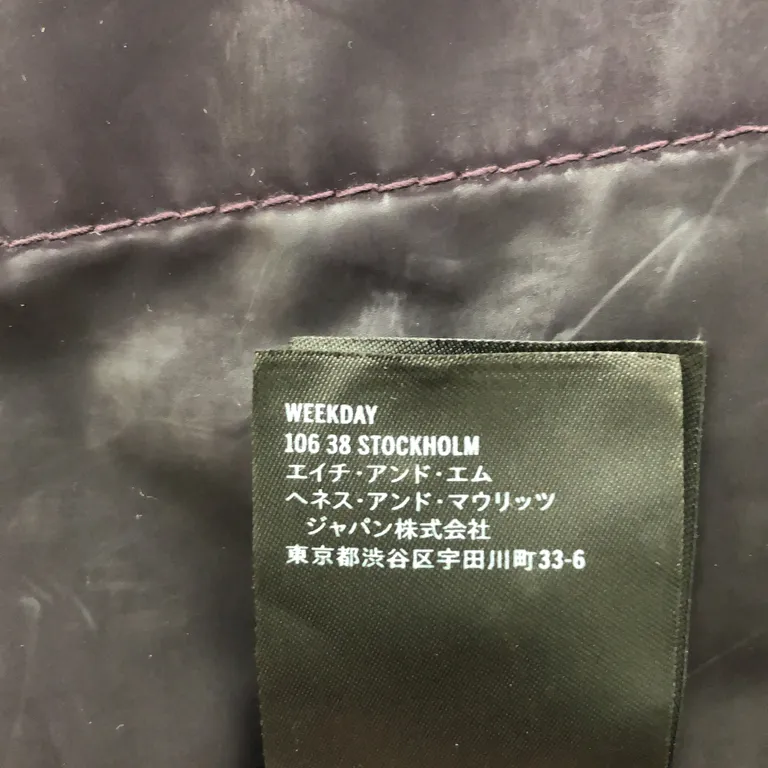 WEEKDAY
106 38 STOCKHOLM
エイチ・アンド・エム
ヘネス・アンド・マウリッツ
ジャパン株式会社
東京都渋谷区宇田川町33-6